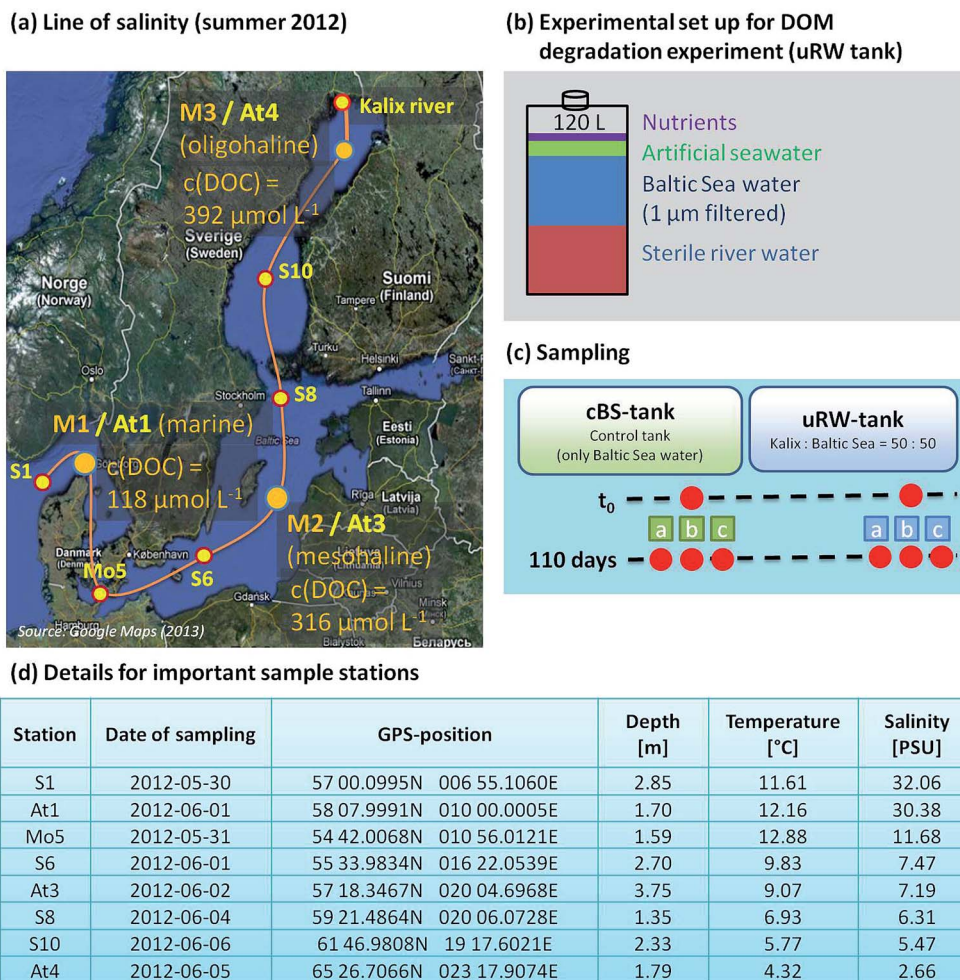 (a) Line of salinity (summer 2012)
M3 / At4
(oligohaline)
c(DOC) =
392 µmol L⁻¹
Kalix river
Sverige
(Sweden)
S10
Suomi
(Finland)
Norge
(Norway)
Tampere
Turku
Helsinki
Sankt-
(Санкт-
Oslo
Stockholm
S8
Tallinn
M1 / At1 (marine)
Baltic Sea
Eesti
(Estonia)
S1
c(DOC) =
118 µmol L⁻¹
Rīga
Latvija
(Latvia)
M2 / At3
(mesohaline)
c(DOC) =
316 µmol L⁻¹
Danmark
København
Mo5
S6
Gdańsk
Vilnius
Minsk
Hamburg
Source: Google Maps (2013)
Białystok
Беларусь
(b) Experimental set up for DOM
degradation experiment (uRW tank)
120 L
Nutrients
Artificial seawater
Baltic Sea water
(1 µm filtered)
Sterile river water
(c) Sampling
cBS-tank
Control tank
(only Baltic Sea water)
uRW-tank
Kalix : Baltic Sea = 50 : 50
t₀
a b c a b c
110 days
(d) Details for important sample stations
Station Date of sampling GPS-position Depth [m] Temperature [°C] Salinity [PSU]
S1 2012-05-30 57 00.0995N 006 55.1060E 2.85 11.61 32.06
At1 2012-06-01 58 07.9991N 010 00.0005E 1.70 12.16 30.38
Mo5 2012-05-31 54 42.0068N 010 56.0121E 1.59 12.88 11.68
S6 2012-06-01 55 33.9834N 016 22.0539E 2.70 9.83 7.47
At3 2012-06-02 57 18.3467N 020 04.6968E 3.75 9.07 7.19
S8 2012-06-04 59 21.4864N 020 06.0728E 1.35 6.93 6.31
S10 2012-06-06 61 46.9808N 19 17.6021E 2.33 5.77 5.47
At4 2012-06-05 65 26.7066N 023 17.9074E 1.79 4.32 2.66